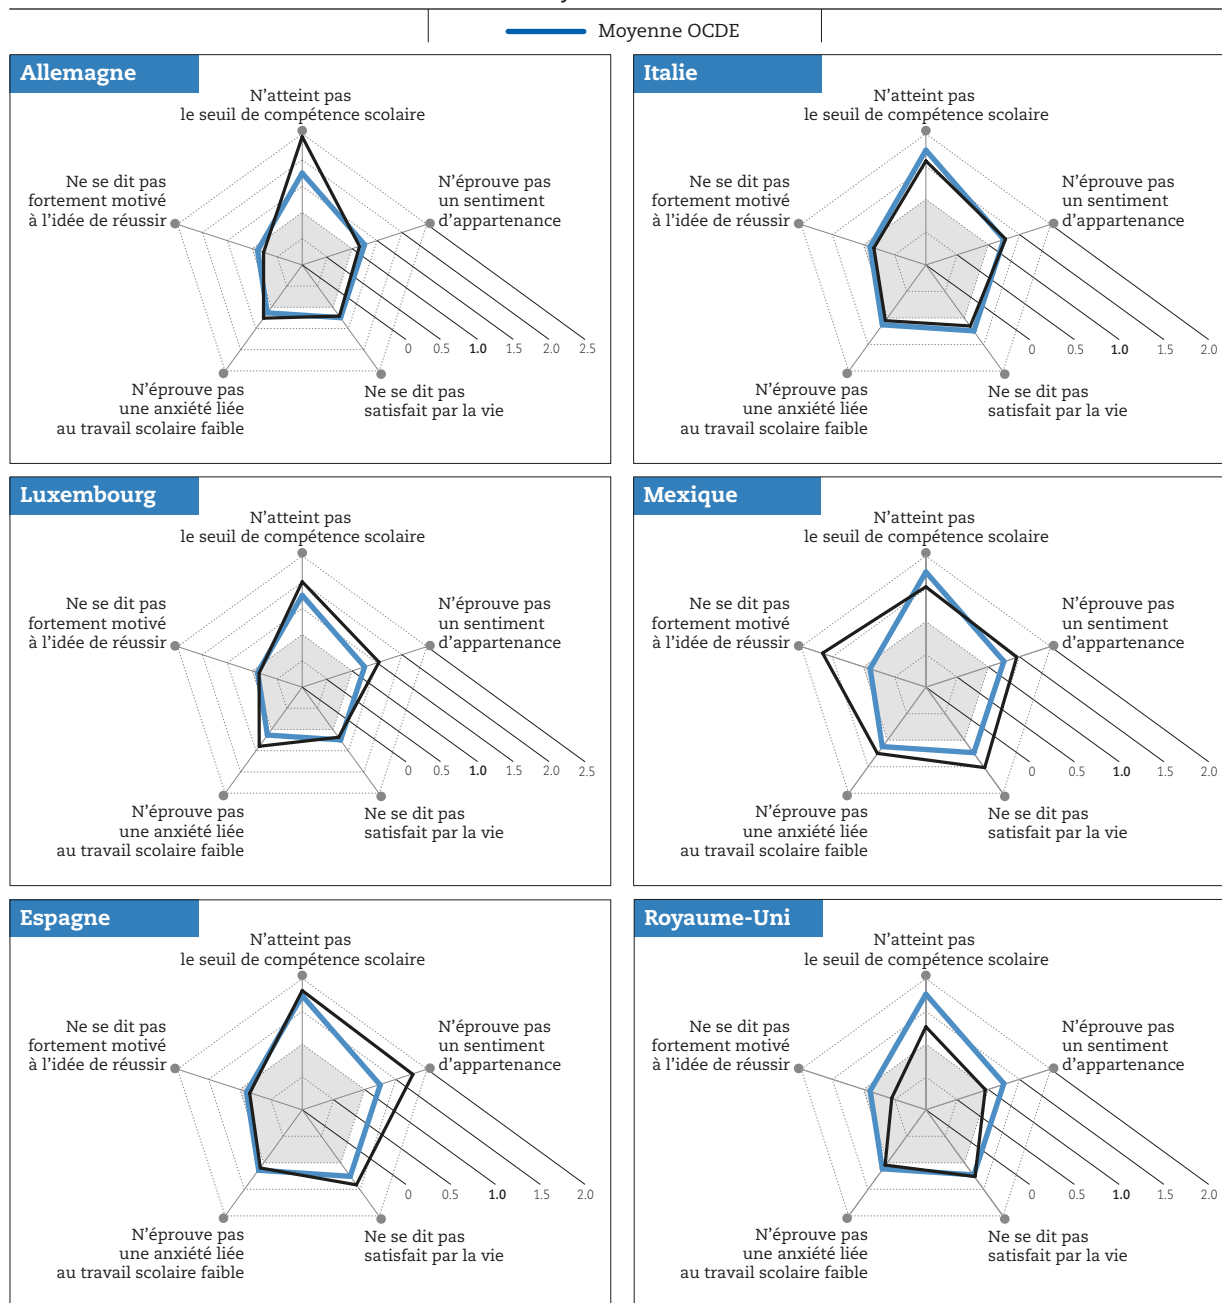 Moyenne OCDE
Allemagne
N'atteint pas
le seuil de compétence scolaire
Ne se dit pas
fortement motivé
à l'idée de réussir
N'éprouve pas
un sentiment
d'appartenance
0 0.5 1.0 1.5 2.0 2.5
N'éprouve pas
une anxiété liée
au travail scolaire faible
Ne se dit pas
satisfait par la vie
Italie
N'atteint pas
le seuil de compétence scolaire
Ne se dit pas
fortement motivé
à l'idée de réussir
N'éprouve pas
un sentiment
d'appartenance
0 0.5 1.0 1.5 2.0
N'éprouve pas
une anxiété liée
au travail scolaire faible
Ne se dit pas
satisfait par la vie
Luxembourg
N'atteint pas
le seuil de compétence scolaire
Ne se dit pas
fortement motivé
à l'idée de réussir
N'éprouve pas
un sentiment
d'appartenance
0 0.5 1.0 1.5 2.0 2.5
N'éprouve pas
une anxiété liée
au travail scolaire faible
Ne se dit pas
satisfait par la vie
Mexique
N'atteint pas
le seuil de compétence scolaire
Ne se dit pas
fortement motivé
à l'idée de réussir
N'éprouve pas
un sentiment
d'appartenance
0 0.5 1.0 1.5 2.0
N'éprouve pas
une anxiété liée
au travail scolaire faible
Ne se dit pas
satisfait par la vie
Espagne
N'atteint pas
le seuil de compétence scolaire
Ne se dit pas
fortement motivé
à l'idée de réussir
N'éprouve pas
un sentiment
d'appartenance
0 0.5 1.0 1.5 2.0
N'éprouve pas
une anxiété liée
au travail scolaire faible
Ne se dit pas
satisfait par la vie
Royaume-Uni
N'atteint pas
le seuil de compétence scolaire
Ne se dit pas
fortement motivé
à l'idée de réussir
N'éprouve pas
un sentiment
d'appartenance
0 0.5 1.0 1.5 2.0
N'éprouve pas
une anxiété liée
au travail scolaire faible
Ne se dit pas
satisfait par la vie